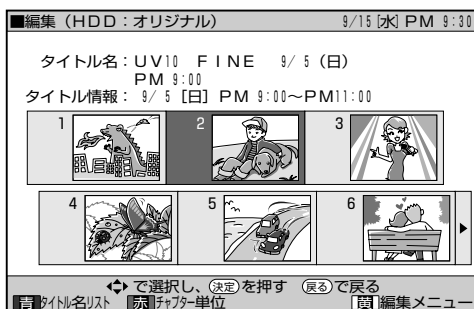 ■編集（HDD：オリジナル） 9/15 [水] PM 9:30
タイトル名：UV10 FINE 9/ 5（日）
PM 9:00
タイトル情報： 9/ 5 [日] PM 9:00～PM11:00
1 2 3
4 5 6
で選択し、決定を押す 戻るで戻る
青 タイトル名リスト 赤 チャプター単位 黄 編集メニュー